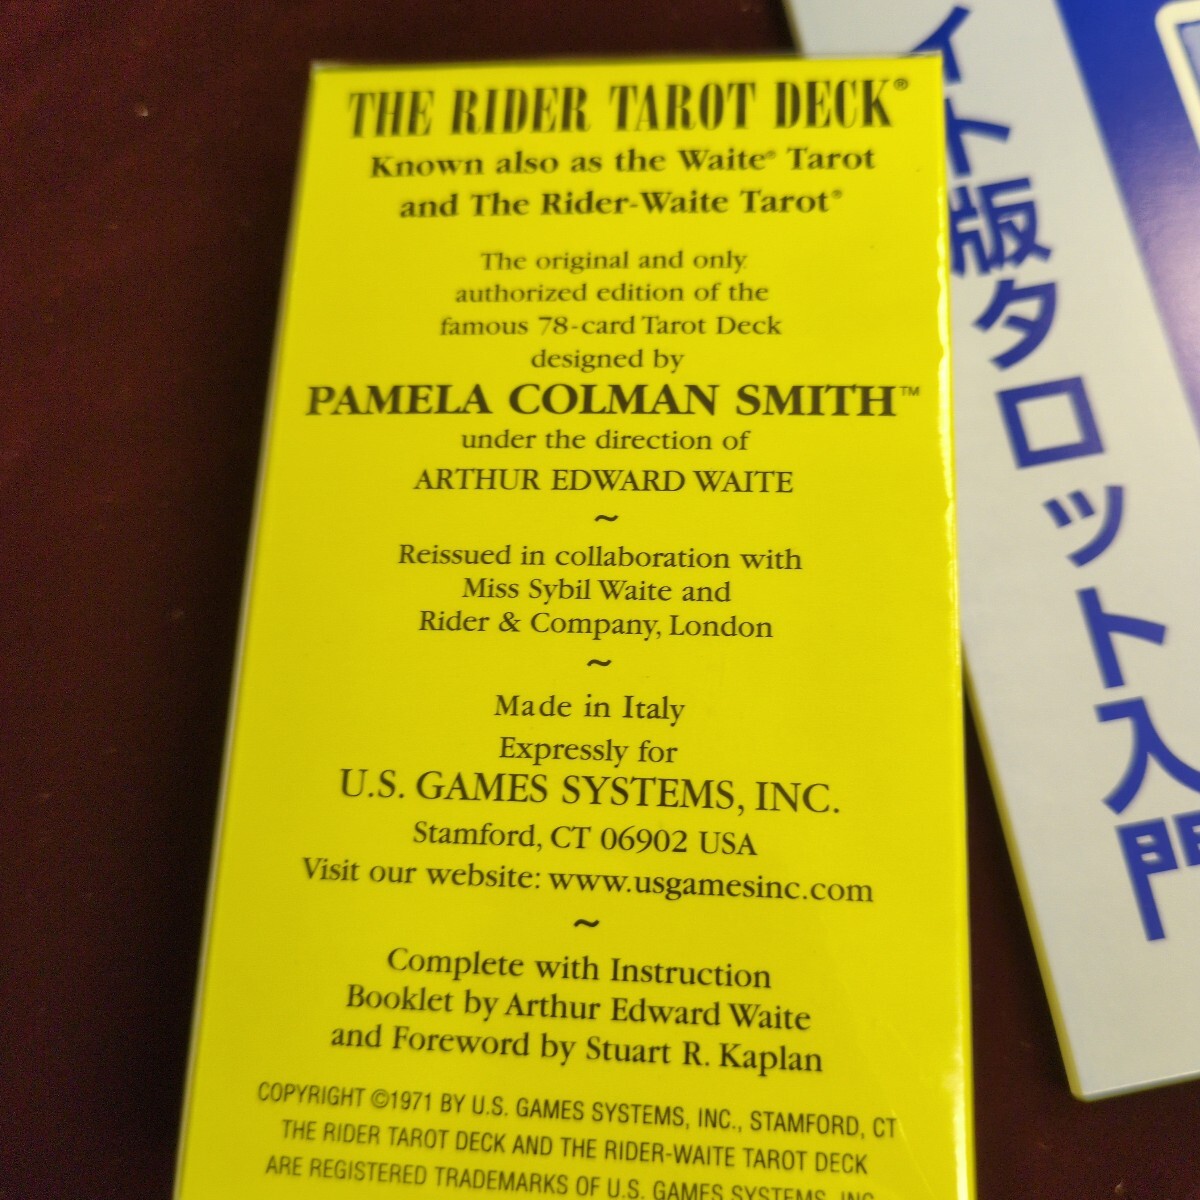 THE RIDER TAROT DECK®
Known also as the Waite® Tarot
and The Rider-Waite Tarot®
The original and only
authorized edition of the
famous 78-card Tarot Deck
designed by
PAMELA COLMAN SMITH™
under the direction of
ARTHUR EDWARD WAITE
~
Reissued in collaboration with
Miss Sybil Waite and
Rider & Company, London
~
Made in Italy
Expressly for
U.S. GAMES SYSTEMS, INC.
Stamford, CT 06902 USA
Visit our website: www.usgamesinc.com
~
Complete with Instruction
Booklet by Arthur Edward Waite
and Foreword by Stuart R. Kaplan
COPYRIGHT ©1971 BY U.S. GAMES SYSTEMS, INC., STAMFORD, CT
THE RIDER TAROT DECK AND THE RIDER-WAITE TAROT DECK
ARE REGISTERED TRADEMARKS OF U.S. GAMES SYSTEMS, INC.
イト版タロット入門